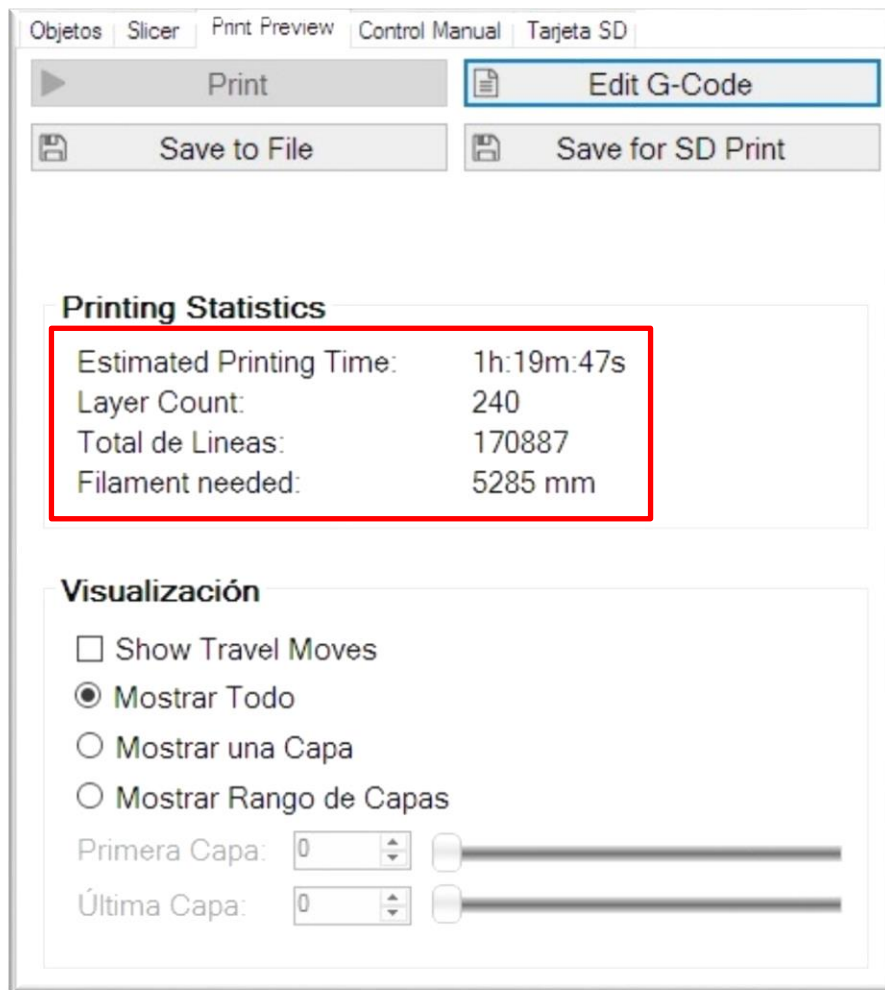 Objetos Slicer Print Preview Control Manual Tarjeta SD
Print Edit G-Code
Save to File Save for SD Print
Printing Statistics
Estimated Printing Time: 1h:19m:47s
Layer Count: 240
Total de Lineas: 170887
Filament needed: 5285 mm
Visualización
Show Travel Moves
Mostrar Todo
Mostrar una Capa
Mostrar Rango de Capas
Primera Capa: 0
Última Capa: 0